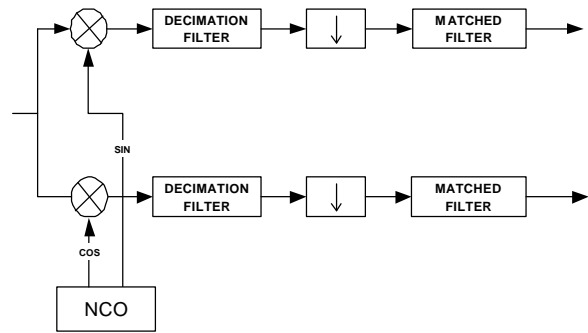 DECIMATION
FILTER
MATCHED
FILTER
SIN
DECIMATION
FILTER
MATCHED
FILTER
COS
NCO